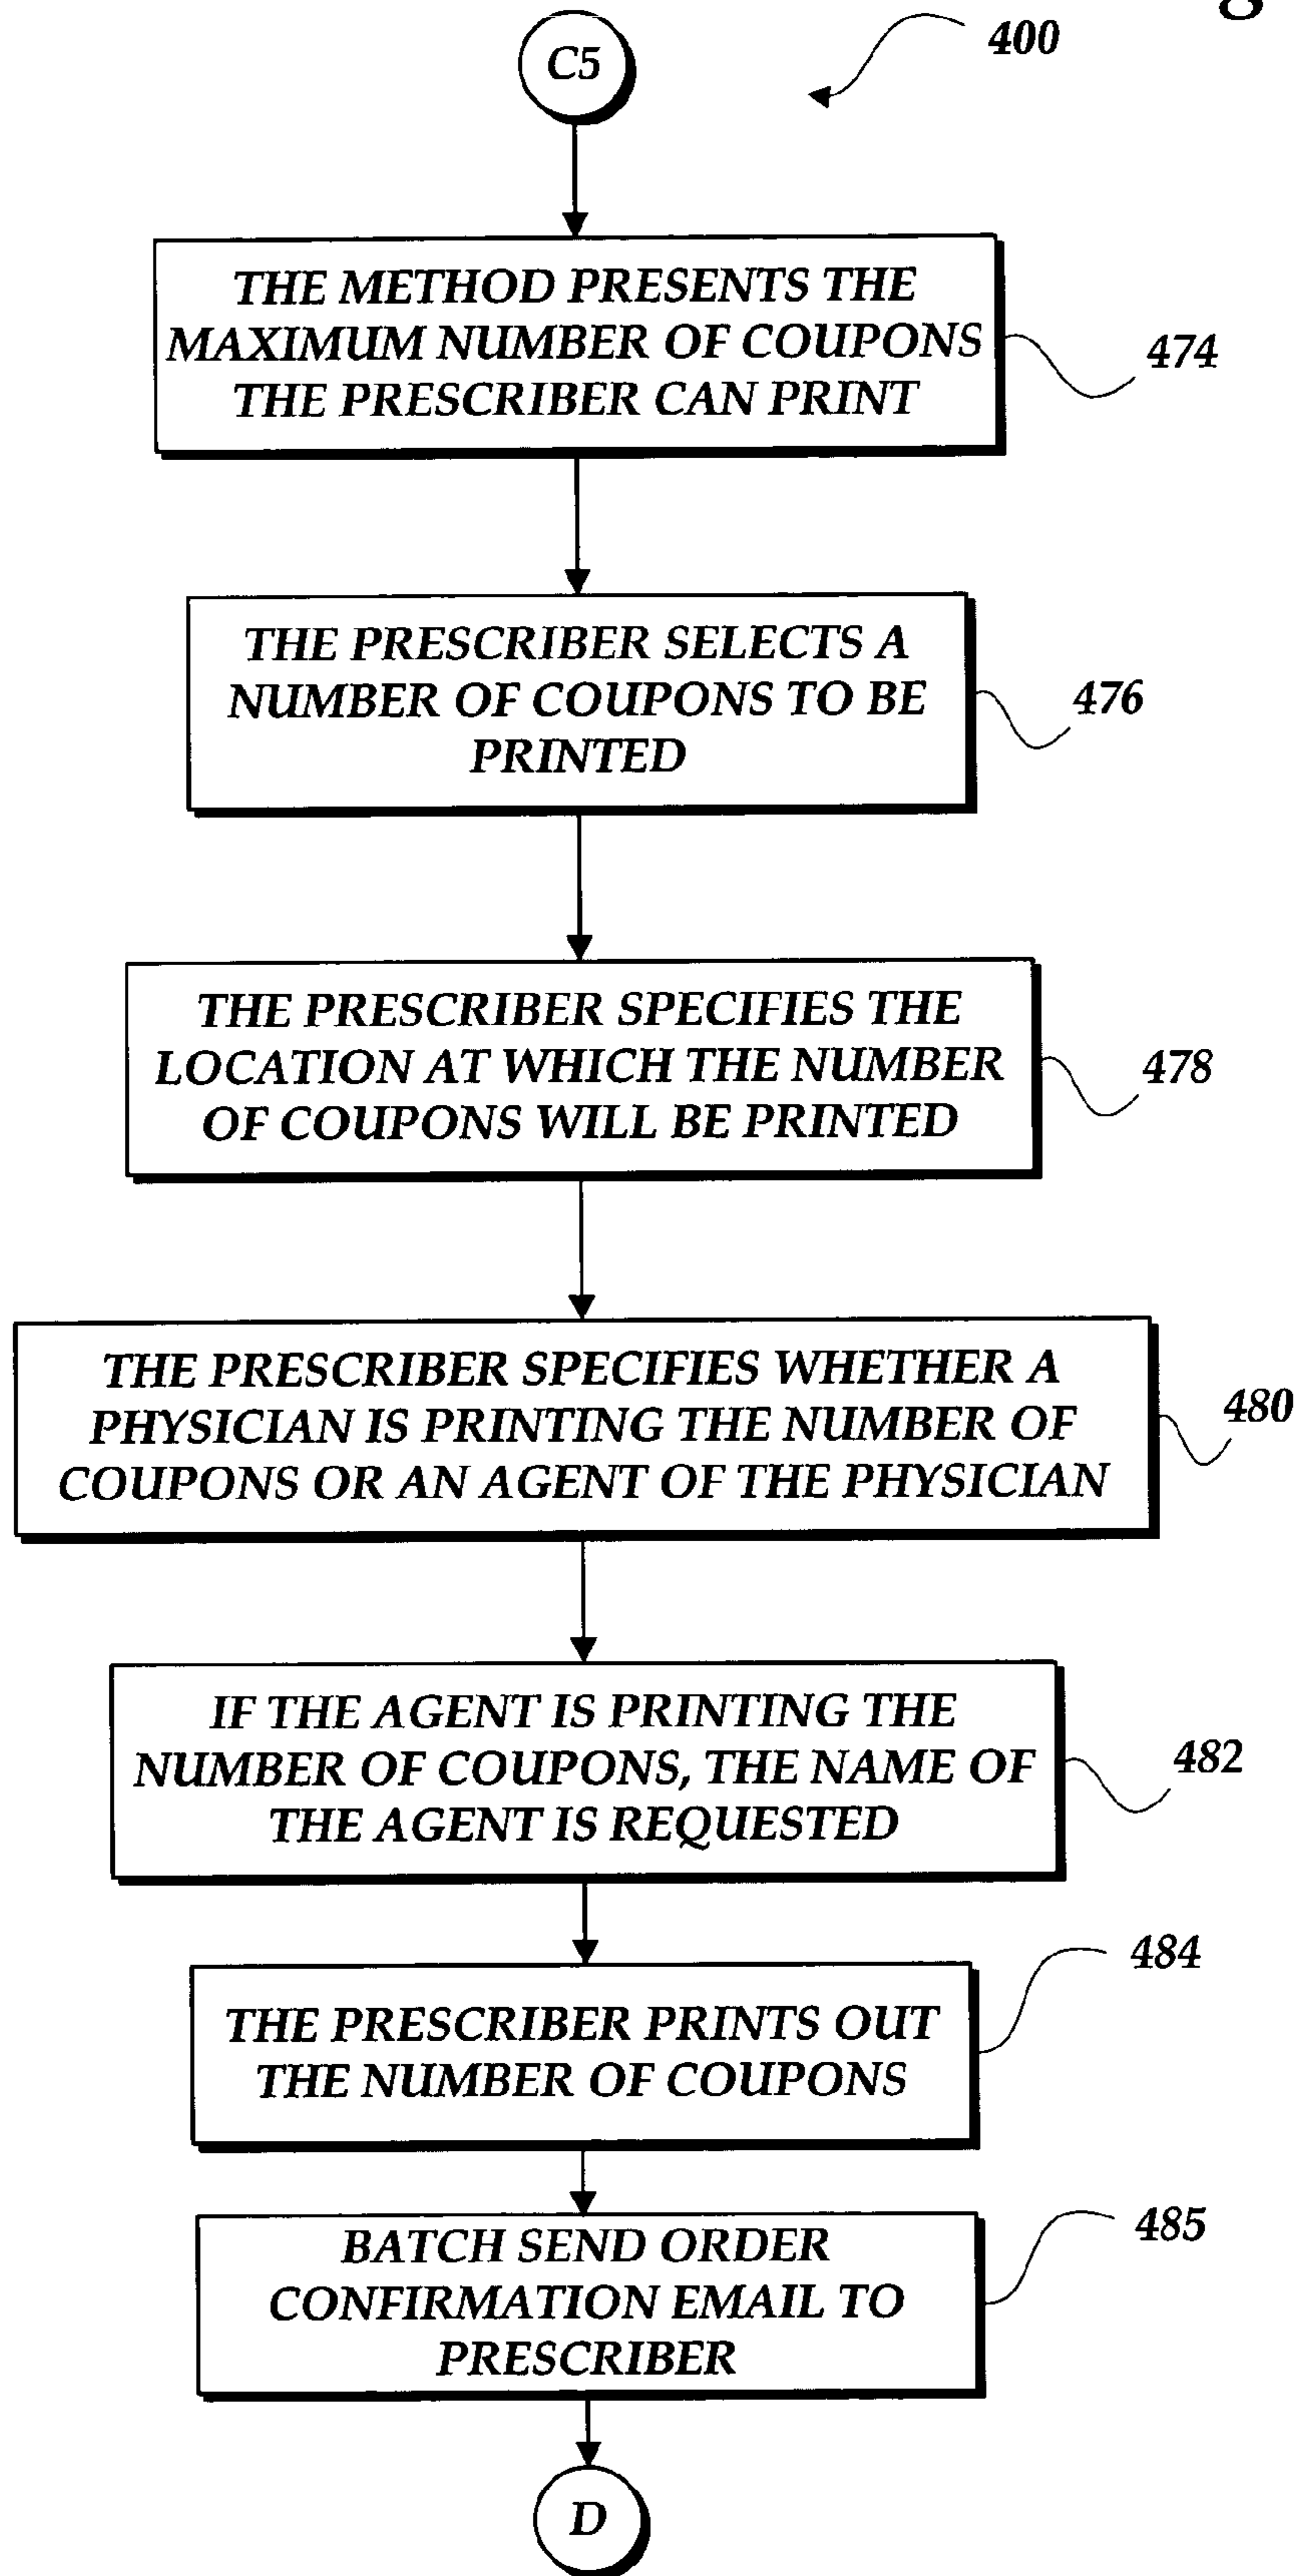 C5
400
THE METHOD PRESENTS THE
MAXIMUM NUMBER OF COUPONS
THE PRESCRIBER CAN PRINT
474
THE PRESCRIBER SELECTS A
NUMBER OF COUPONS TO BE
PRINTED
476
THE PRESCRIBER SPECIFIES THE
LOCATION AT WHICH THE NUMBER
OF COUPONS WILL BE PRINTED
478
THE PRESCRIBER SPECIFIES WHETHER A
PHYSICIAN IS PRINTING THE NUMBER OF
COUPONS OR AN AGENT OF THE PHYSICIAN
480
IF THE AGENT IS PRINTING THE
NUMBER OF COUPONS, THE NAME OF
THE AGENT IS REQUESTED
482
THE PRESCRIBER PRINTS OUT
THE NUMBER OF COUPONS
484
BATCH SEND ORDER
CONFIRMATION EMAIL TO
PRESCRIBER
485
D